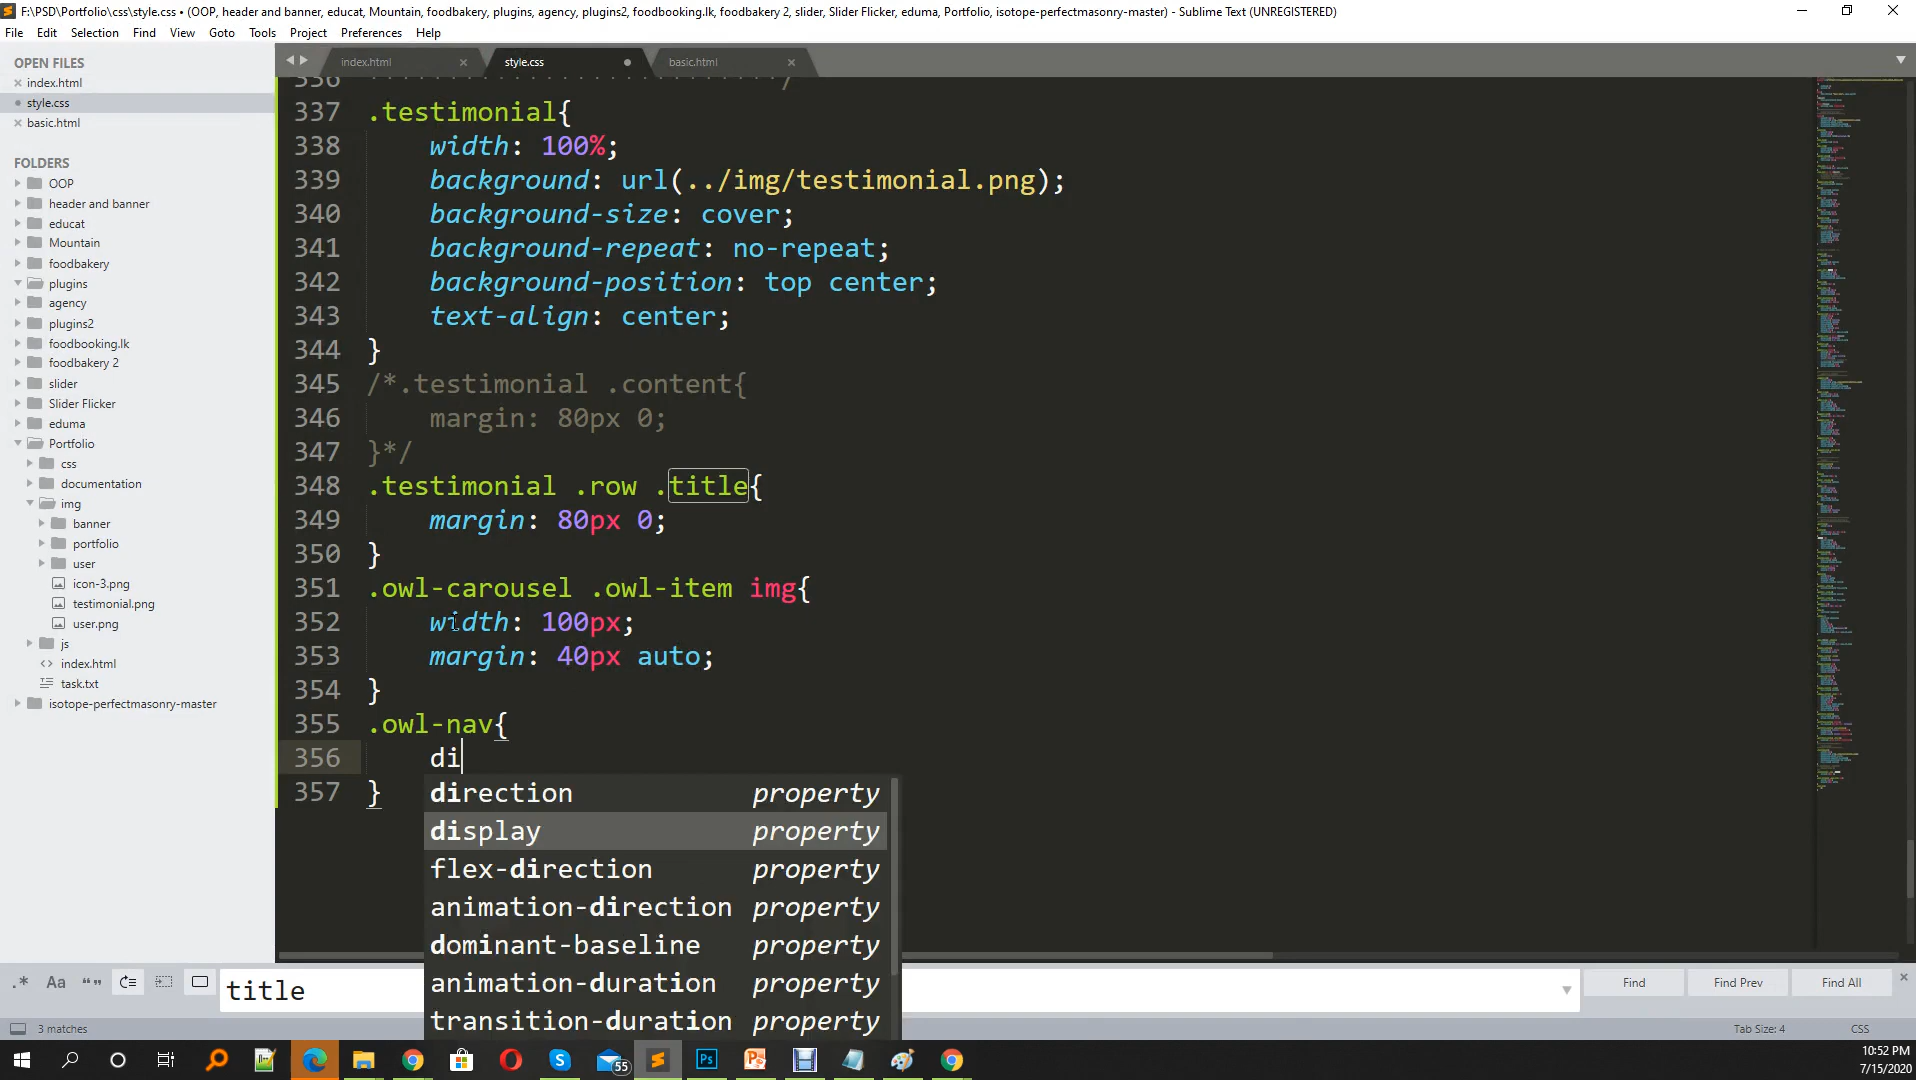 F:\PSD\Portfolio\css\style.css • (OOP, header and banner, educat, Mountain, foodbakery, plugins, agency, plugins2, foodbooking.lk, foodbakery 2, slider, Slider Flicker, eduma, Portfolio, isotope-perfectmasonry-master) - Sublime Text (UNREGISTERED)
File Edit Selection Find View Goto Tools Project Preferences Help
OPEN FILES
index.html
style.css
basic.html
FOLDERS
OOP
header and banner
educat
Mountain
foodbakery
plugins
agency
plugins2
foodbooking.lk
foodbakery 2
slider
Slider Flicker
eduma
Portfolio
css
documentation
img
banner
portfolio
user
icon-3.png
testimonial.png
user.png
js
index.html
task.txt
isotope-perfectmasonry-master
index.html style.css basic.html
336
337 .testimonial{
338 width: 100%;
339 background: url(../img/testimonial.png);
340 background-size: cover;
341 background-repeat: no-repeat;
342 background-position: top center;
343 text-align: center;
344 }
345 /*.testimonial .content{
346 margin: 80px 0;
347 }*/
348 .testimonial .row .title{
349 margin: 80px 0;
350 }
351 .owl-carousel .owl-item img{
352 width: 100px;
353 margin: 40px auto;
354 }
355 .owl-nav{
356 di
357 }
direction property
display property
flex-direction property
animation-direction property
dominant-baseline property
animation-duration property
transition-duration property
.* Aa “” title Find Find Prev Find All
3 matches Tab Size: 4 CSS
55
Ps
10:52 PM
7/15/2020